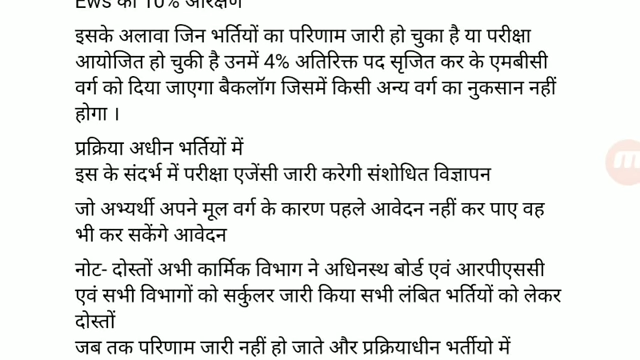 Ews को 10% आरक्षण
इसके अलावा जिन भर्तियों का परिणाम जारी हो चुका है या परीक्षा
आयोजित हो चुकी है उनमें 4% अतिरिक्त पद सृजित कर के एमबीसी
वर्ग को दिया जाएगा बैकलॉग जिसमें किसी अन्य वर्ग का नुकसान नहीं
होगा ।
प्रक्रिया अधीन भर्तियों में
इस के संदर्भ में परीक्षा एजेंसी जारी करेगी संशोधित विज्ञापन
जो अभ्यर्थी अपने मूल वर्ग के कारण पहले आवेदन नहीं कर पाए वह
भी कर सकेंगे आवेदन
नोट- दोस्तों अभी कार्मिक विभाग ने अधिनस्थ बोर्ड एवं आरपीएससी
एवं सभी विभागों को सर्कुलर जारी किया सभी लंबित भर्तियों को लेकर
दोस्तों
जब तक परिणाम जारी नहीं हो जाते और प्रक्रियाधीन भर्तीयो में